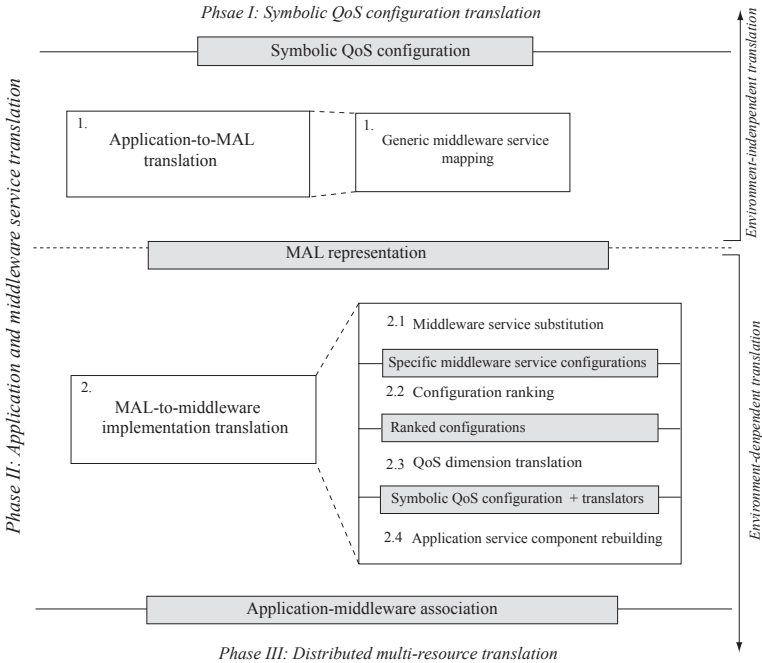 Phsae I: Symbolic QoS configuration translation
Symbolic QoS configuration
1.
Application-to-MAL
translation
1.
Generic middleware service
mapping
MAL representation
2.
MAL-to-middleware
implementation translation
2.1 Middleware service substitution
Specific middleware service configurations
2.2 Configuration ranking
Ranked configurations
2.3 QoS dimension translation
Symbolic QoS configuration + translators
2.4 Application service component rebuilding
Application-middleware association
Phase III: Distributed multi-resource translation
Phase II: Application and middleware service translation
Environment-indenpendent translation
Environment-denpendent translation